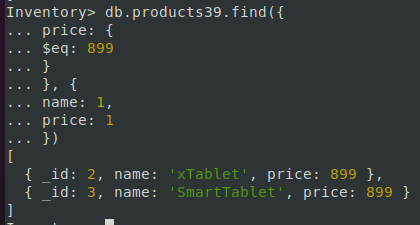 Inventory> db.products39.find({
... price: {
... $eq: 899
... }
... }, {
... name: 1,
... price: 1
... })
[
  { _id: 2, name: 'xTablet', price: 899 },
  { _id: 3, name: 'SmartTablet', price: 899 }
]